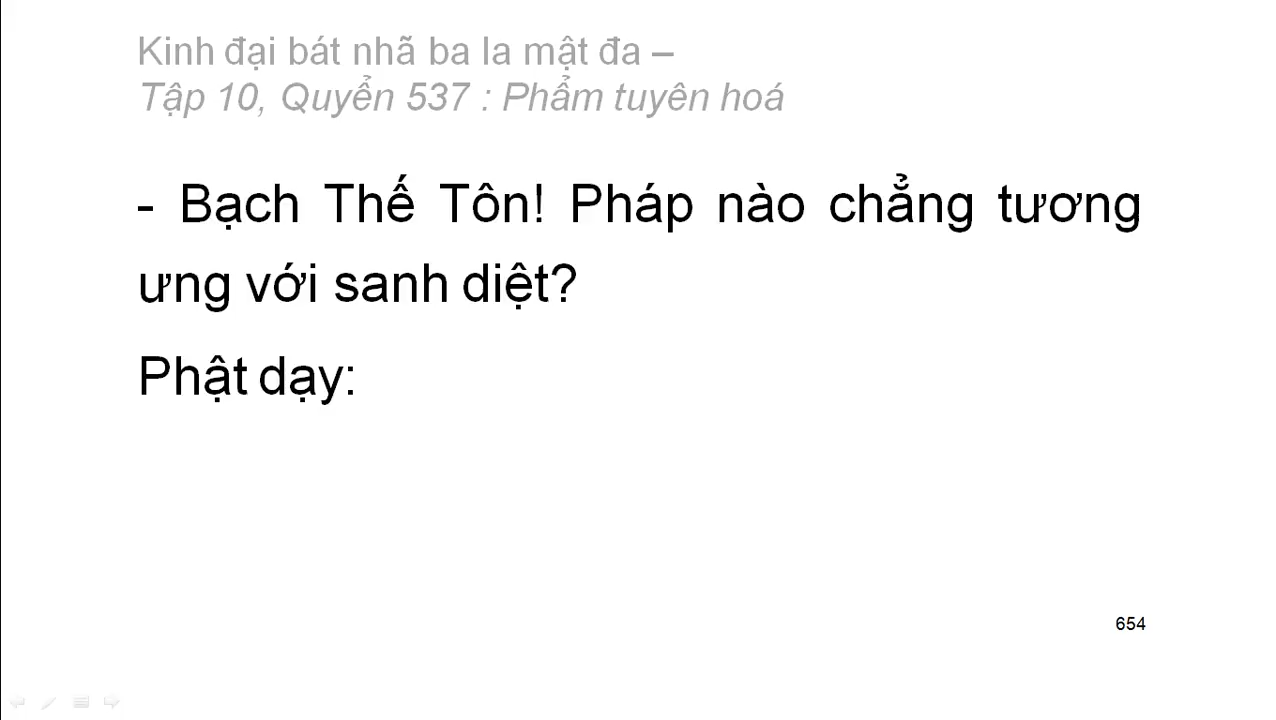 Kinh đại bát nhã ba la mật đa –
Tập 10, Quyển 537 : Phẩm tuyên hoá
- Bạch Thế Tôn! Pháp nào chẳng tương
ưng với sanh diệt?
Phật dạy:
654